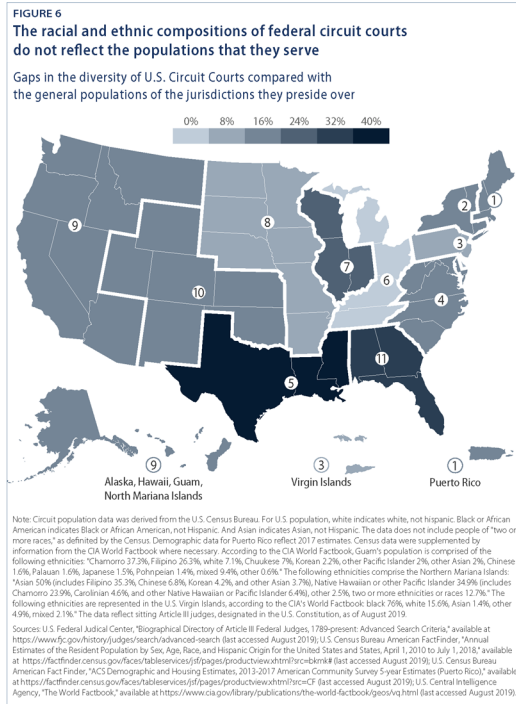 FIGURE 6
The racial and ethnic compositions of federal circuit courts
do not reflect the populations that they serve
Gaps in the diversity of U.S. Circuit Courts compared with
the general populations of the jurisdictions they preside over
0% 8% 16% 24% 32% 40%
1
2
9
8
3
7
6
10
4
11
5
9 3 1
Alaska, Hawaii, Guam, Virgin Islands Puerto Rico
North Mariana Islands
Note: Circuit population data was derived from the U.S. Census Bureau. For U.S. population, white indicates white, not hispanic. Black or African
American indicates Black or African American, not Hispanic. And Asian indicates Asian, not Hispanic. The data does not include people of "two or
more races," as definited by the Census. Demographic data for Puerto Rico reflect 2017 estimates. Census data were supplemented by
information from the CIA World Factbook where necessary. According to the CIA World Factbook, Guam's population is comprised of the
following ethnicities: "Chamorro 37.3%, Filipino 26.3%, white 7.1%, Chuukese 7%, Korean 2.2%, other Pacific Islander 2%, other Asian 2%, Chinese
1.6%, Palauan 1.6%, Japanese 1.5%, Pohnpeian 1.4%, mixed 9.4%, other 0.6%." The following ethnicities comprise the Northern Mariana Islands:
"Asian 50% (includes Filipino 35.3%, Chinese 6.8%, Korean 4.2%, and other Asian 3.7%), Native Hawaiian or other Pacific Islander 34.9% (includes
Chamorro 23.9%, Carolinian 4.6%, and other Native Hawaiian or Pacific Islander 6.4%), other 2.5%, two or more ethnicities or races 12.7%." The
following ethnicities are represented in the U.S. Virgin Islands, according to the CIA's World Factbook: black 76%, white 15.6%, Asian 1.4%, other
4.9%, mixed 2.1%." The data reflect sitting Article III judges, designated in the U.S. Constitution, as of August 2019.
Sources: U.S. Federal Judicial Center, "Biographical Directory of Article III Federal Judges, 1789-present: Advanced Search Criteria," available at
https://www.fjc.gov/history/judges/search/advanced-search (last accessed August 2019); U.S. Census Bureau American FactFinder, "Annual
Estimates of the Resident Population by Sex, Age, Race, and Hispanic Origin for the United States and States, April 1, 2010 to July 1, 2018," available
at https://factfinder.census.gov/faces/tableservices/jsf/pages/productview.xhtml?src=bkmk# (last accessed August 2019); U.S. Census Bureau
American Fact Finder, "ACS Demographic and Housing Estimates, 2013-2017 American Community Survey 5-year Estimates (Puerto Rico)," available
at https://factfinder.census.gov/faces/tableservices/jsf/pages/productview.xhtml?src=CF (last accessed August 2019); U.S. Central Intelligence
Agency, "The World Factbook," available at https://www.cia.gov/library/publications/the-world-factbook/geos/vq.html (last accessed August 2019).